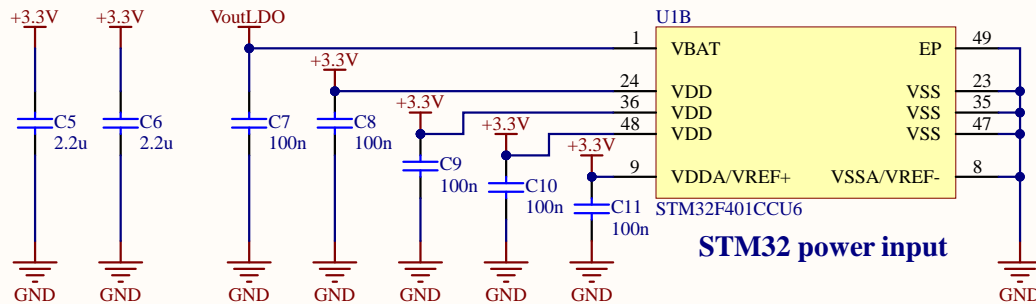 +3.3V
+3.3V
VoutLDO
U1B
1
VBAT
EP
49
+3.3V
24
VDD
VSS
23
+3.3V
36
VDD
VSS
35
+3.3V
48
VDD
VSS
47
+3.3V
9
VDDA/VREF+
VSSA/VREF-
8
C5
2.2u
C6
2.2u
C7
100n
C8
100n
C9
100n
C10
100n
C11
100n
STM32F401CCU6
STM32 power input
GND
GND
GND
GND
GND
GND
GND
GND